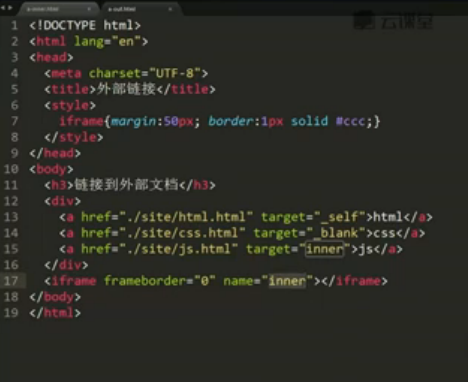 云课堂
1 <!DOCTYPE html>
2 <html lang="en">
3 <head>
4 <meta charset="UTF-8">
5 <title>外部链接</title>
6 <style>
7 iframe{margin:50px; border:1px solid #ccc;}
8 </style>
9 </head>
10 <body>
11 <h3>链接到外部文档</h3>
12 <div>
13 <a href="./site/html.html" target="_self">html</a>
14 <a href="./site/css.html" target="_blank">css</a>
15 <a href="./site/js.html" target="inner">js</a>
16 </div>
17 <iframe frameborder="0" name="inner"></iframe>
18 </body>
19 </html>